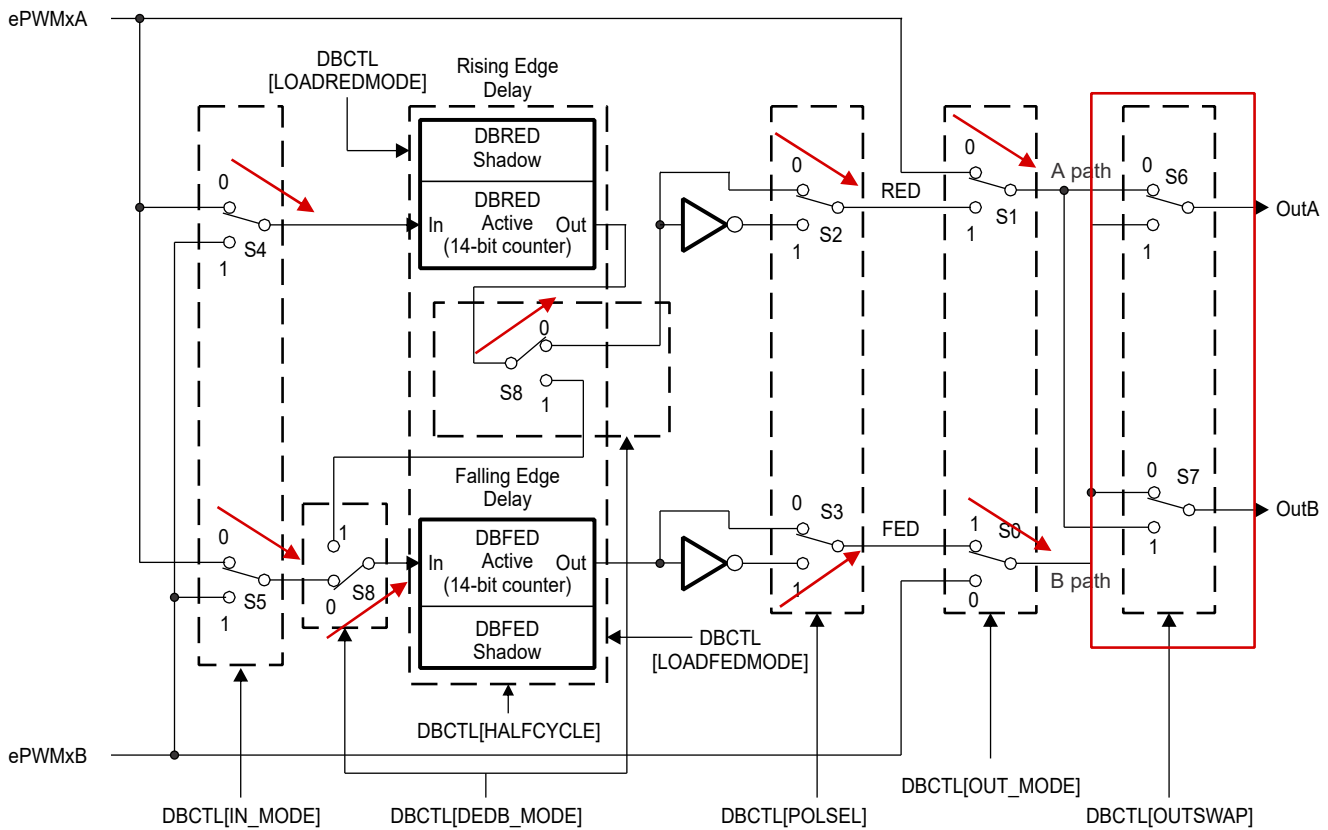 ePWMxA
DBCTL
[LOADREDMODE]
Rising Edge
Delay
DBRED
Shadow
DBRED
In Active Out
(14-bit counter)
0
S4
1
0
S8
1
0
S2
1
RED
0
S1
1
A path
0
S6
1
OutA
Falling Edge
Delay
0
S5
1
1
S8
0
DBFED
In Active Out
(14-bit counter)
DBFED
Shadow
0
S3
1
FED
1
S0
0
B path
0
S7
1
OutB
DBCTL
[LOADFEDMODE]
DBCTL[HALFCYCLE]
ePWMxB
DBCTL[IN_MODE]
DBCTL[DEDB_MODE]
DBCTL[POLSEL]
DBCTL[OUT_MODE]
DBCTL[OUTSWAP]